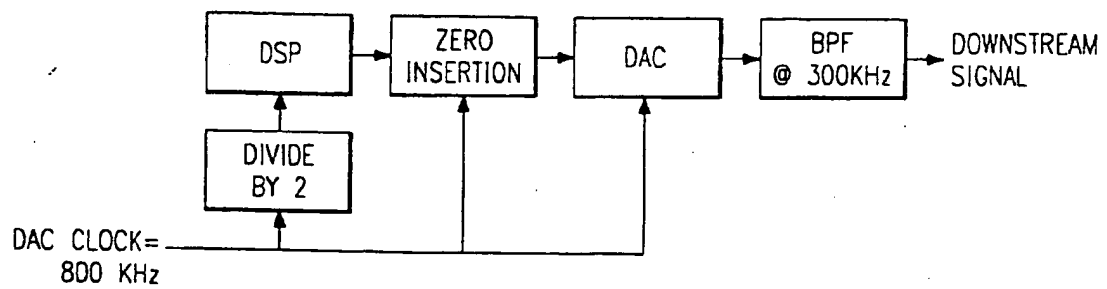 DSP
ZERO
INSERTION
DAC
BPF
@ 300KHz
DOWNSTREAM
SIGNAL
DIVIDE
BY 2
DAC CLOCK=
800 KHz